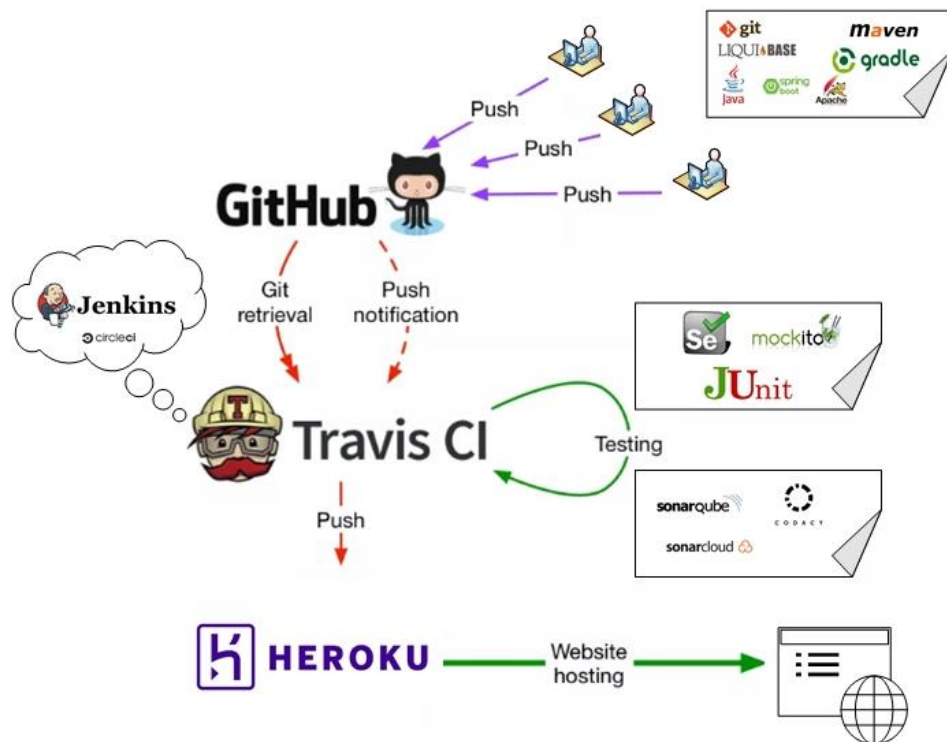 git
maven
LIQUIBASE
gradle
Java
spring
boot
Apache
Push
Push
Push
GitHub
Jenkins
circleci
Git
retrieval
Push
notification
Se
mockito
JUnit
T
Travis CI
Testing
Push
sonarqube
CODACY
sonarcloud
HEROKU
Website
hosting